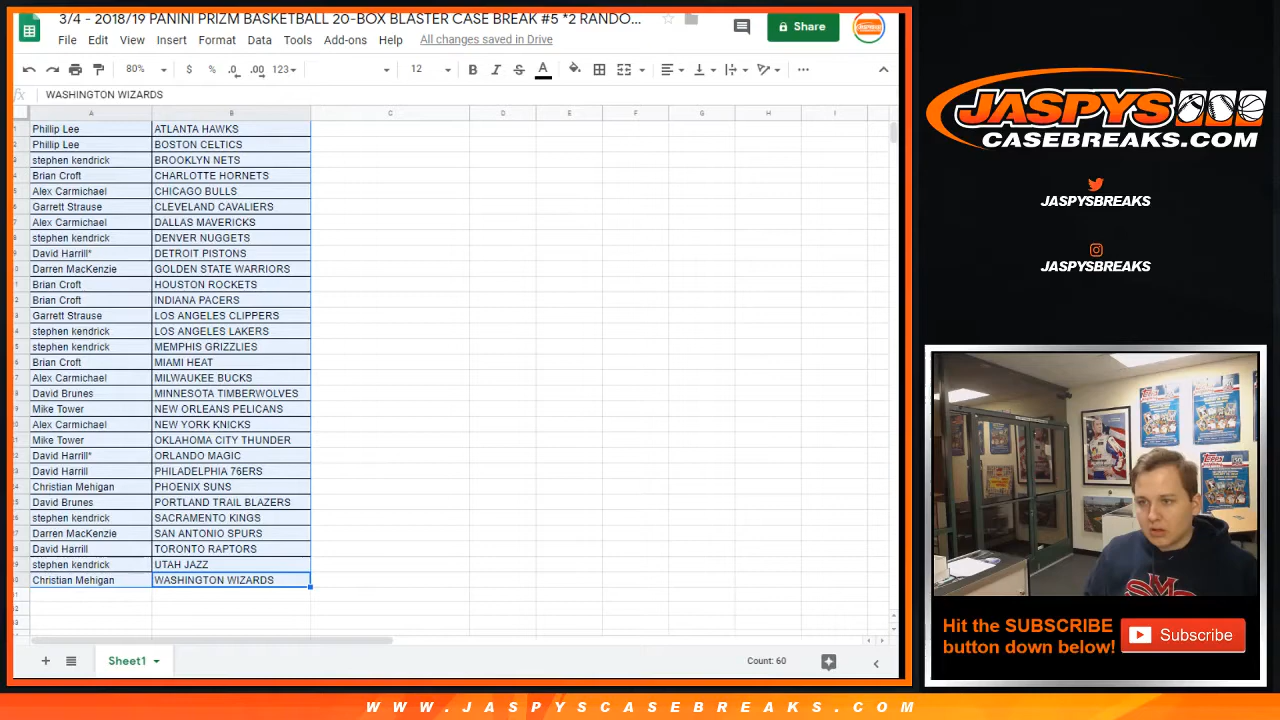 3/4 - 2018/19 PANINI PRIZM BASKETBALL 20-BOX BLASTER CASE BREAK #5 *2 RANDO...
File Edit View Insert Format Data Tools Add-ons Help All changes saved in Drive
Share
80% $ % .0 .00 123 12 B I S A
fx WASHINGTON WIZARDS
A B C D E F G H I
Phillip Lee ATLANTA HAWKS
Phillip Lee BOSTON CELTICS
stephen kendrick BROOKLYN NETS
Brian Croft CHARLOTTE HORNETS
Alex Carmichael CHICAGO BULLS
Garrett Strause CLEVELAND CAVALIERS
Alex Carmichael DALLAS MAVERICKS
stephen kendrick DENVER NUGGETS
David Harrill* DETROIT PISTONS
Darren MacKenzie GOLDEN STATE WARRIORS
Brian Croft HOUSTON ROCKETS
Brian Croft INDIANA PACERS
Garrett Strause LOS ANGELES CLIPPERS
stephen kendrick LOS ANGELES LAKERS
stephen kendrick MEMPHIS GRIZZLIES
Brian Croft MIAMI HEAT
Alex Carmichael MILWAUKEE BUCKS
David Brunes MINNESOTA TIMBERWOLVES
Mike Tower NEW ORLEANS PELICANS
Alex Carmichael NEW YORK KNICKS
Mike Tower OKLAHOMA CITY THUNDER
David Harrill* ORLANDO MAGIC
David Harrill PHILADELPHIA 76ERS
Christian Mehigan PHOENIX SUNS
David Brunes PORTLAND TRAIL BLAZERS
stephen kendrick SACRAMENTO KINGS
Darren MacKenzie SAN ANTONIO SPURS
David Harrill TORONTO RAPTORS
stephen kendrick UTAH JAZZ
Christian Mehigan WASHINGTON WIZARDS
Sheet1
Count: 60
JASPYS
CASEBREAKS.COM
JASPYSBREAKS
JASPYSBREAKS
Hit the SUBSCRIBE
button down below!
Subscribe
WWW.JASPYSCASEBREAKS.COM